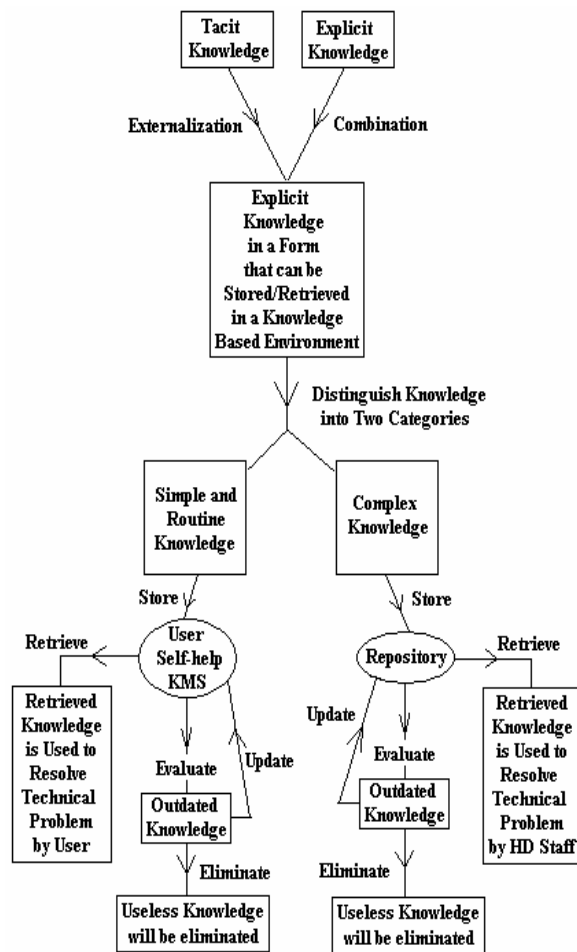 Tacit
Knowledge
Explicit
Knowledge
Externalization
Combination
Explicit
Knowledge
in a Form
that can be
Stored/Retrieved
in a Knowledge
Based Environment
Distinguish Knowledge
into Two Categories
Simple and
Routine
Knowledge
Complex
Knowledge
Store
Store
Retrieve
User
Self-help
KMS
Repository
Retrieve
Retrieved
Knowledge
is Used to
Resolve
Technical
Problem
by User
Evaluate
Update
Update
Evaluate
Retrieved
Knowledge
is Used to
Resolve
Technical
Problem
by HD Staff
Outdated
Knowledge
Outdated
Knowledge
Eliminate
Eliminate
Useless Knowledge
will be eliminated
Useless Knowledge
will be eliminated